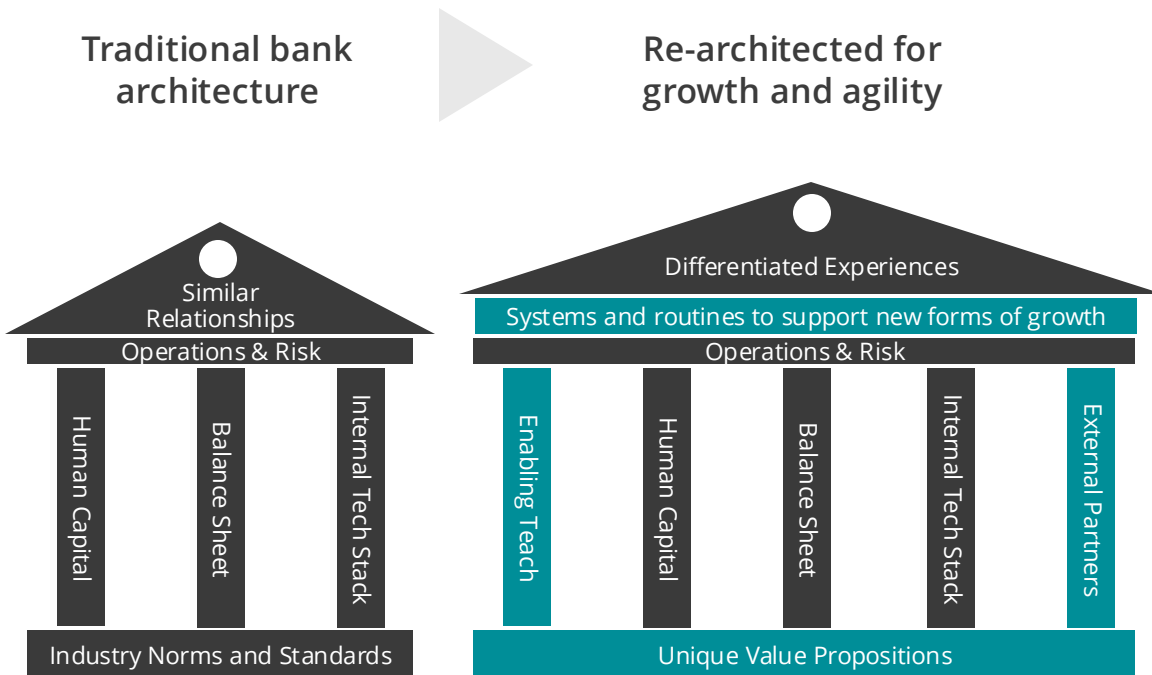 Traditional bank
architecture
Re-architected for
growth and agility
Similar
Relationships
Operations & Risk
Human Capital
Balance Sheet
Internal Tech Stack
Industry Norms and Standards
Differentiated Experiences
Systems and routines to support new forms of growth
Operations & Risk
Enabling Teach
Human Capital
Balance Sheet
Internal Tech Stack
External Partners
Unique Value Propositions